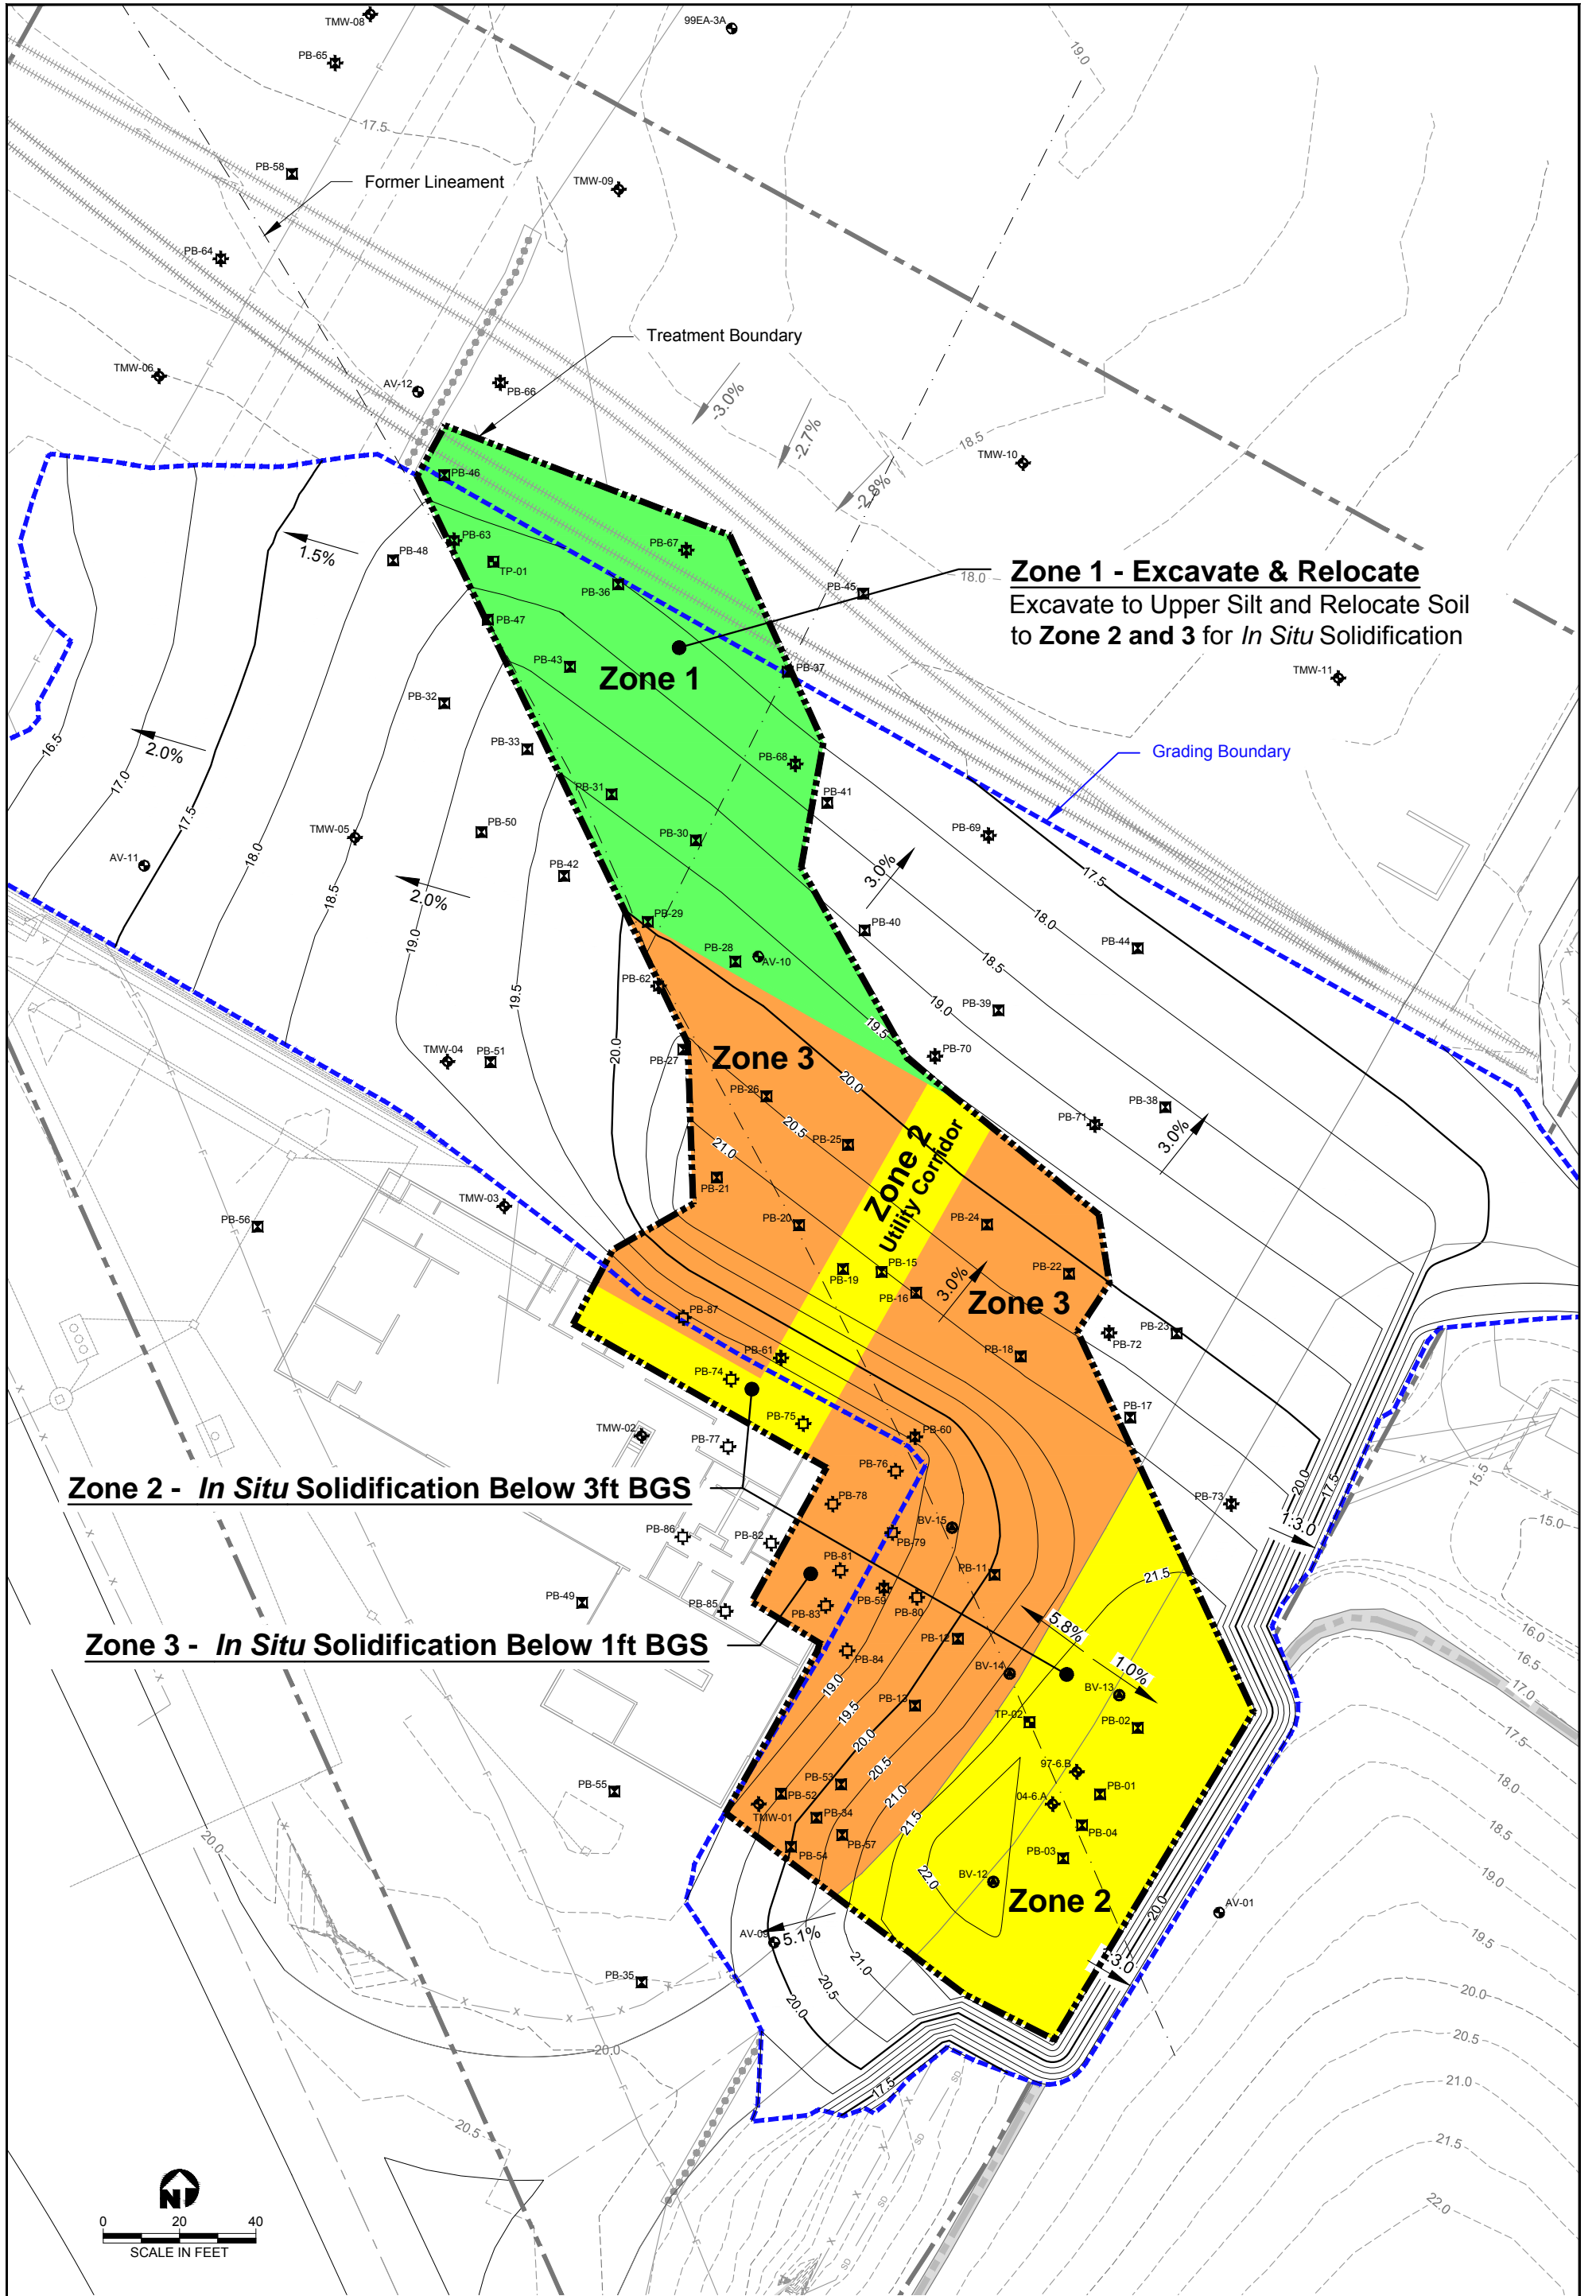 TMW-08
99EA-3A
PB-65
19.0
17.5
PB-58
Former Lineament
TMW-09
PB-64
Treatment Boundary
TMW-06
AV-12
PB-66
-3.0%
-2.7%
-2.8%
18.5
TMW-10
PB-46
PB-63
PB-67
1.5%
PB-48
TP-01
PB-36
PB-45
18.0
Zone 1 - Excavate & Relocate
Excavate to Upper Silt and Relocate Soil
to Zone 2 and 3 for In Situ Solidification
PB-47
PB-43
Zone 1
PB-37
TMW-11
PB-32
PB-33
16.5
2.0%
Grading Boundary
PB-68
17.0
PB-31
PB-41
17.5
TMW-05
PB-50
PB-30
PB-69
AV-11
18.0
PB-42
3.0%
17.5
18.5
2.0%
PB-29
PB-40
18.0
19.0
PB-28
AV-10
PB-44
18.5
PB-62
19.5
PB-39
19.0
19.5
TMW-04
PB-51
20.0
PB-27
Zone 3
PB-70
20.0
PB-26
PB-38
20.5
PB-71
3.0%
21.0
PB-25
Zone 2
Utility Corridor
PB-21
TMW-03
PB-56
PB-20
PB-24
PB-19
PB-15
PB-22
PB-16
3.0%
Zone 3
PB-87
PB-72
PB-23
PB-61
PB-18
PB-74
PB-75
PB-17
TMW-02
PB-77
PB-60
PB-76
15.5
Zone 2 - In Situ Solidification Below 3ft BGS
20.0
17.5
PB-78
PB-73
15.0
BV-15
1:3.0
PB-86
PB-82
PB-79
PB-81
PB-11
21.5
PB-49
PB-59
PB-80
PB-85
PB-83
5.8%
Zone 3 - In Situ Solidification Below 1ft BGS
PB-12
16.0
PB-84
BV-14
1.0%
16.5
19.0
BV-13
17.0
19.5
PB-13
TP-02
PB-02
20.0
17.5
97-6.B
20.5
PB-53
PB-55
PB-52
21.0
04-6.A
PB-01
18.0
TMW-01
PB-34
21.5
PB-04
PB-57
18.5
20.0
PB-54
PB-03
22.0
BV-12
19.0
Zone 2
20.0
AV-01
AV-09
5.1%
19.5
21.0
1:3.0
PB-35
20.5
20.0
20.0
20.5
20.0
17.5
SD
21.0
20.5
SD
21.5
SD
22.0
SD
N
0
20
40
SCALE IN FEET